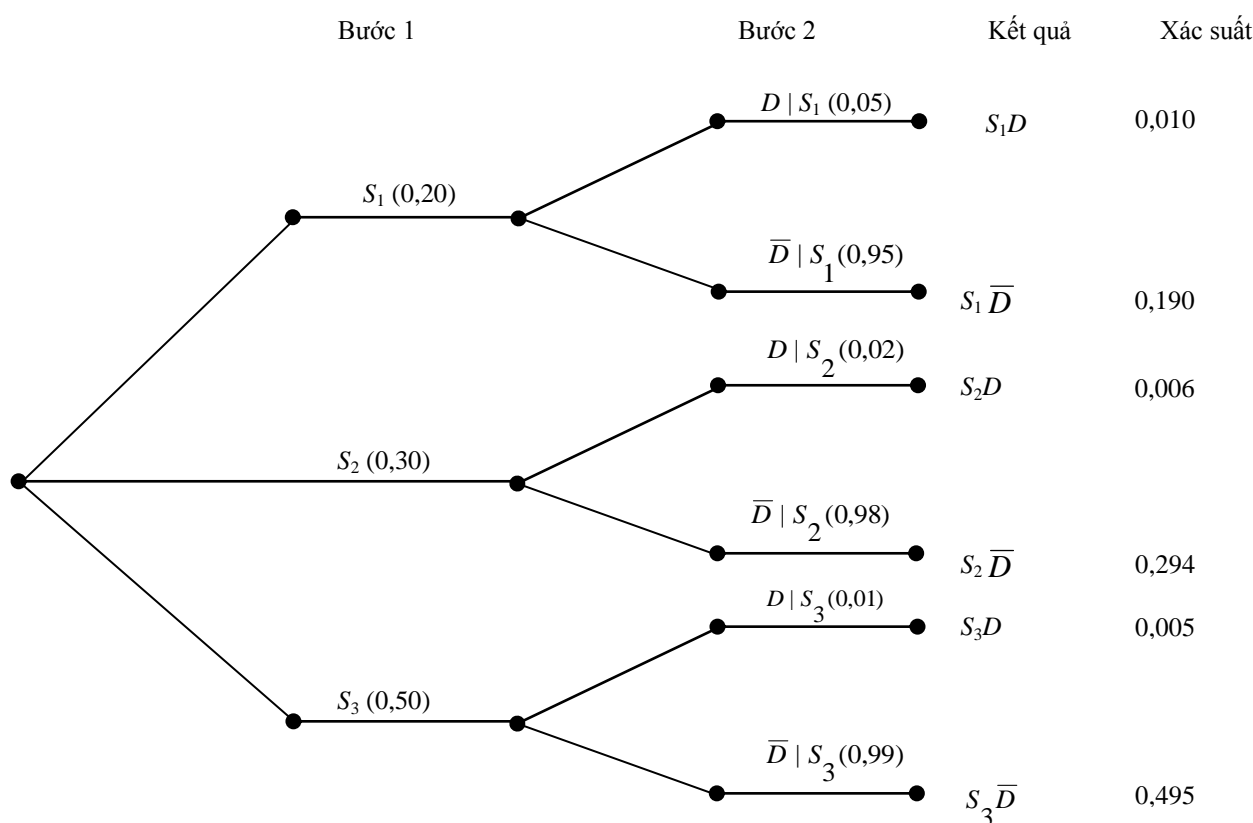 Bước 1 Bước 2 Kết quả Xác suất
D | S₁ (0,05) S₁D 0,010
S₁ (0,20)
D̅ | S₁(0,95)
S₁ D̅ 0,190
D | S₂(0,02)
S₂D 0,006
S₂ (0,30)
D̅ | S₂(0,98)
S₂ D̅ 0,294
D | S₃(0,01)
S₃D 0,005
S₃ (0,50)
D̅ | S₃(0,99)
S₃D̅ 0,495